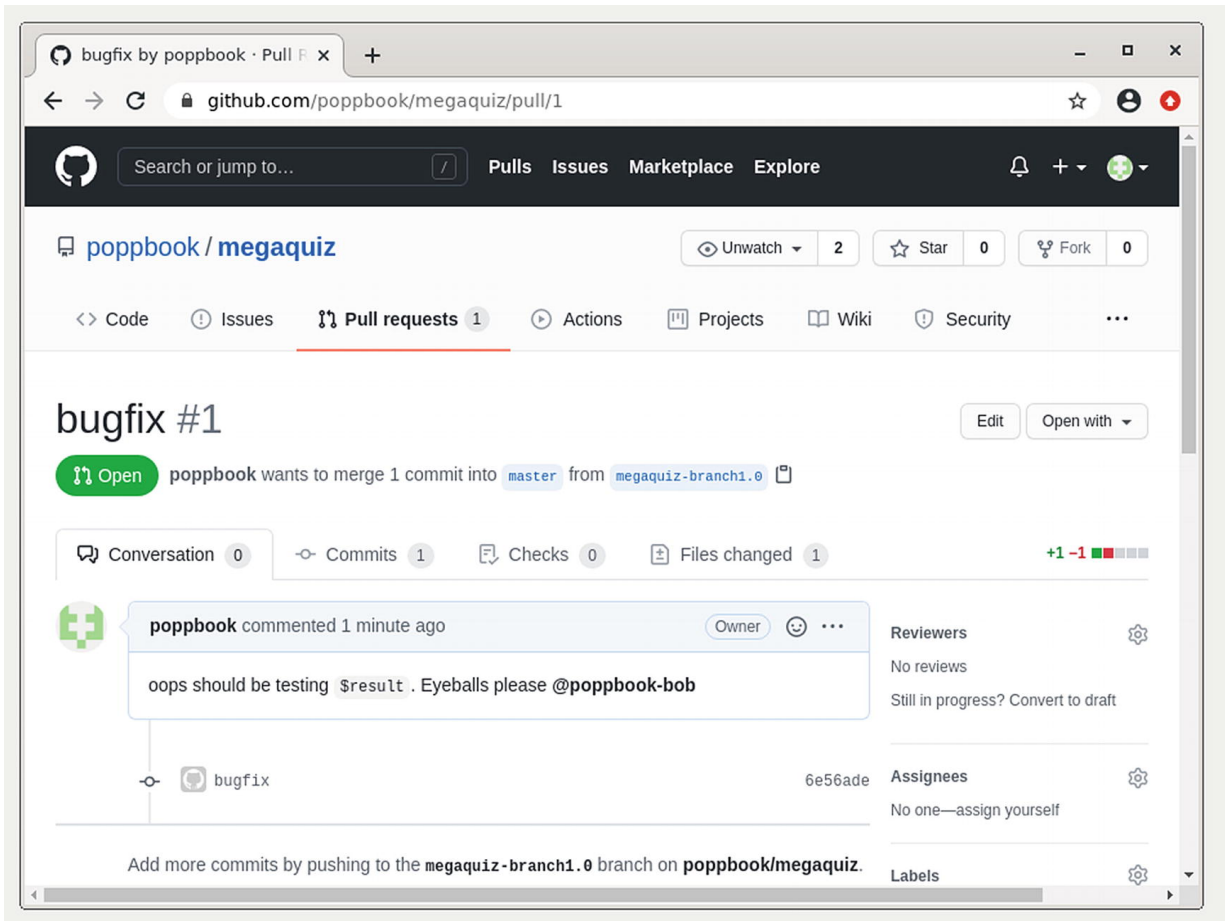 bugfix by poppbook · Pull R
github.com/poppbook/megaquiz/pull/1
Search or jump to… / Pulls Issues Marketplace Explore
poppbook / megaquiz Unwatch 2 Star 0 Fork 0
Code Issues Pull requests 1 Actions Projects Wiki Security
bugfix #1 Edit Open with
Open poppbook wants to merge 1 commit into master from megaquiz-branch1.0
Conversation 0 Commits 1 Checks 0 Files changed 1 +1 −1
poppbook commented 1 minute ago Owner
oops should be testing $result . Eyeballs please @poppbook-bob
bugfix 6e56ade
Add more commits by pushing to the megaquiz-branch1.0 branch on poppbook/megaquiz.
Reviewers
No reviews
Still in progress? Convert to draft
Assignees
No one—assign yourself
Labels